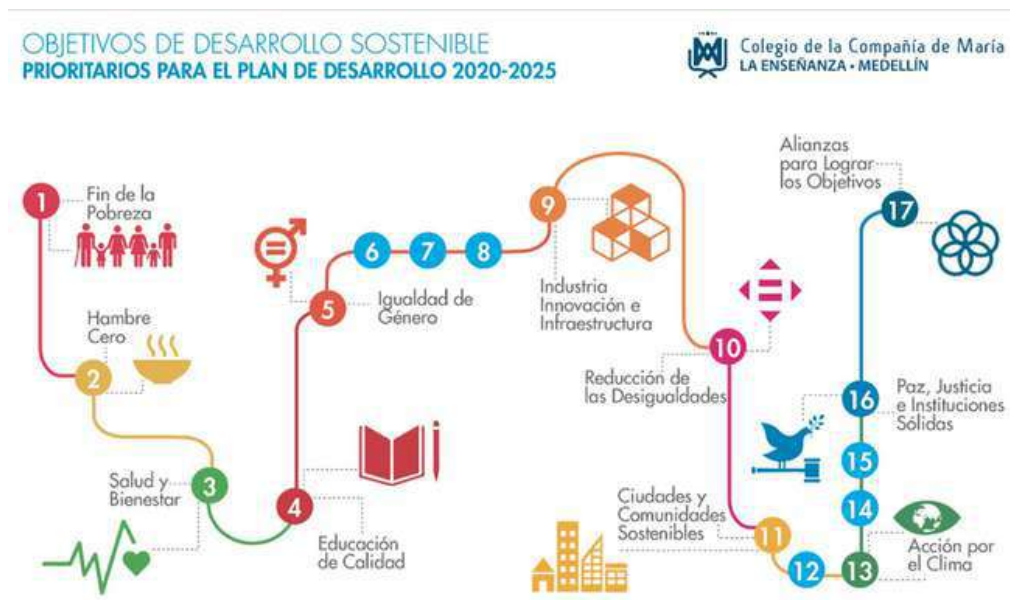 OBJETIVOS DE DESARROLLO SOSTENIBLE
PRIORITARIOS PARA EL PLAN DE DESARROLLO 2020-2025
Colegio de la Compañía de María
LA ENSEÑANZA • MEDELLÍN
1
Fin de la
Pobreza
2
Hambre
Cero
3
Salud y
Bienestar
4
Educación
de Calidad
5
Igualdad de
Género
6
7
8
9
Industria
Innovación e
Infraestructura
10
Reducción de
las Desigualdades
11
Ciudades y
Comunidades
Sostenibles
12
13
Acción por
el Clima
14
15
16
Paz, Justicia
e Instituciones
Sólidas
17
Alianzas
para Lograr
los Objetivos